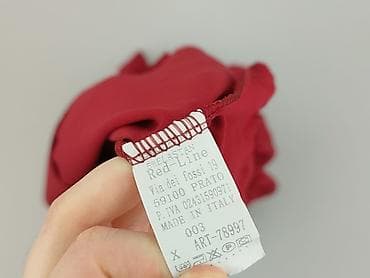 Red-Line
Via dei fossi 19
59100 PRATO
P.IVA 02431590971
MADE IN ITALY
003
X ART-78997